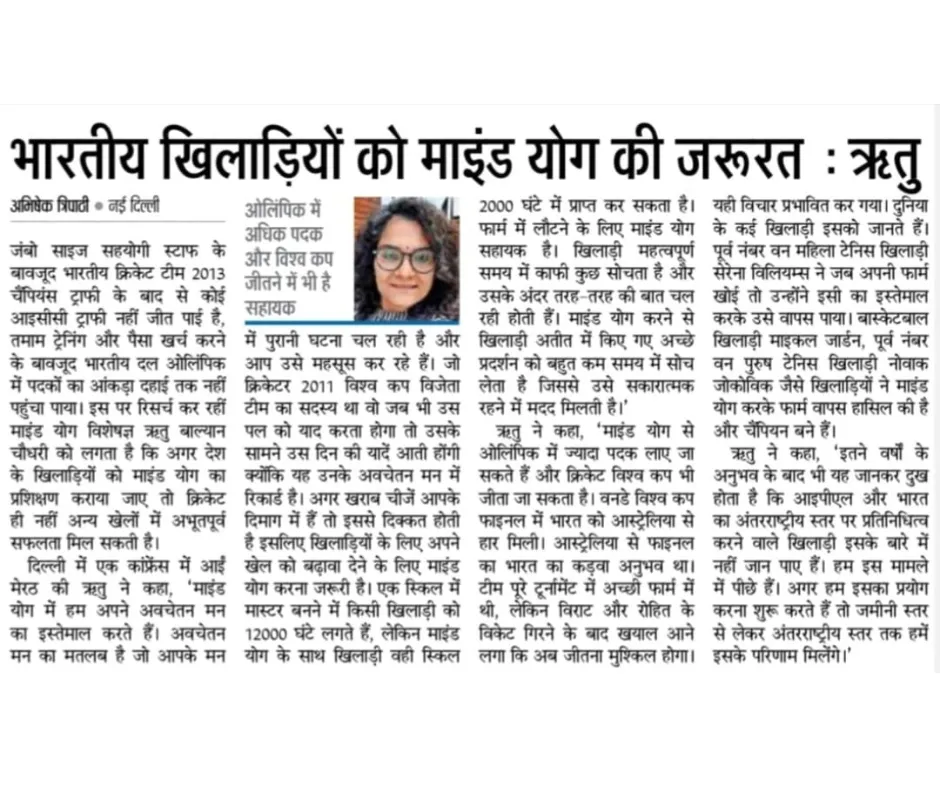 भारतीय खिलाड़ियों को माइंड योग की जरूरत : ऋतु
अभिषेक त्रिपाठी ● नई दिल्ली
जंबो साइज सहयोगी स्टाफ के
बावजूद भारतीय क्रिकेट टीम 2013
चैंपियंस ट्राफी के बाद से कोई
आइसीसी ट्राफी नहीं जीत पाई है,
तमाम ट्रेनिंग और पैसा खर्च करने
के बावजूद भारतीय दल ओलिंपिक
में पदकों का आंकड़ा दहाई तक नहीं
पहुंचा पाया। इस पर रिसर्च कर रहीं
माइंड योग विशेषज्ञ ऋतु बाल्यान
चौधरी को लगता है कि अगर देश
के खिलाड़ियों को माइंड योग का
प्रशिक्षण कराया जाए तो क्रिकेट
ही नहीं अन्य खेलों में अभूतपूर्व
सफलता मिल सकती है।
दिल्ली में एक कांफ्रेंस में आईं
मेरठ की ऋतु ने कहा, 'माइंड
योग में हम अपने अवचेतन मन
का इस्तेमाल करते हैं। अवचेतन
मन का मतलब है जो आपके मन
ओलिंपिक में
अधिक पदक
और विश्व कप
जीतने में भी है
सहायक
में पुरानी घटना चल रही है और
आप उसे महसूस कर रहे हैं। जो
क्रिकेटर 2011 विश्व कप विजेता
टीम का सदस्य था वो जब भी उस
पल को याद करता होगा तो उसके
सामने उस दिन की यादें आती होंगी
क्योंकि यह उनके अवचेतन मन में
रिकार्ड है। अगर खराब चीजें आपके
दिमाग में हैं तो इससे दिक्कत होती
है इसलिए खिलाड़ियों के लिए अपने
खेल को बढ़ावा देने के लिए माइंड
योग करना जरूरी है। एक स्किल में
मास्टर बनने में किसी खिलाड़ी को
12000 घंटे लगते हैं, लेकिन माइंड
योग के साथ खिलाड़ी वही स्किल
2000 घंटे में प्राप्त कर सकता है।
फार्म में लौटने के लिए माइंड योग
सहायक है। खिलाड़ी महत्वपूर्ण
समय में काफी कुछ सोचता है और
उसके अंदर तरह-तरह की बात चल
रही होती हैं। माइंड योग करने से
खिलाड़ी अतीत में किए गए अच्छे
प्रदर्शन को बहुत कम समय में सोच
लेता है जिससे उसे सकारात्मक
रहने में मदद मिलती है।'
ऋतु ने कहा, 'माइंड योग से
ओलिंपिक में ज्यादा पदक लाए जा
सकते हैं और क्रिकेट विश्व कप भी
जीता जा सकता है। वनडे विश्व कप
फाइनल में भारत को आस्ट्रेलिया से
हार मिली। आस्ट्रेलिया से फाइनल
का भारत का कड़वा अनुभव था।
टीम पूरे टूर्नामेंट में अच्छी फार्म में
थी, लेकिन विराट और रोहित के
विकेट गिरने के बाद खयाल आने
लगा कि अब जीतना मुश्किल होगा।
यही विचार प्रभावित कर गया। दुनिया
के कई खिलाड़ी इसको जानते हैं।
पूर्व नंबर वन महिला टेनिस खिलाड़ी
सेरेना विलियम्स ने जब अपनी फार्म
खोई तो उन्होंने इसी का इस्तेमाल
करके उसे वापस पाया। बास्केटबाल
खिलाड़ी माइकल जार्डन, पूर्व नंबर
वन पुरुष टेनिस खिलाड़ी नोवाक
जोकोविक जैसे खिलाड़ियों ने माइंड
योग करके फार्म वापस हासिल की है
और चैंपियन बने हैं।
ऋतु ने कहा, 'इतने वर्षों के
अनुभव के बाद भी यह जानकर दुख
होता है कि आइपीएल और भारत
का अंतरराष्ट्रीय स्तर पर प्रतिनिधित्व
करने वाले खिलाड़ी इसके बारे में
नहीं जान पाए हैं। हम इस मामले
में पीछे हैं। अगर हम इसका प्रयोग
करना शुरू करते हैं तो जमीनी स्तर
से लेकर अंतरराष्ट्रीय स्तर तक हमें
इसके परिणाम मिलेंगे।'